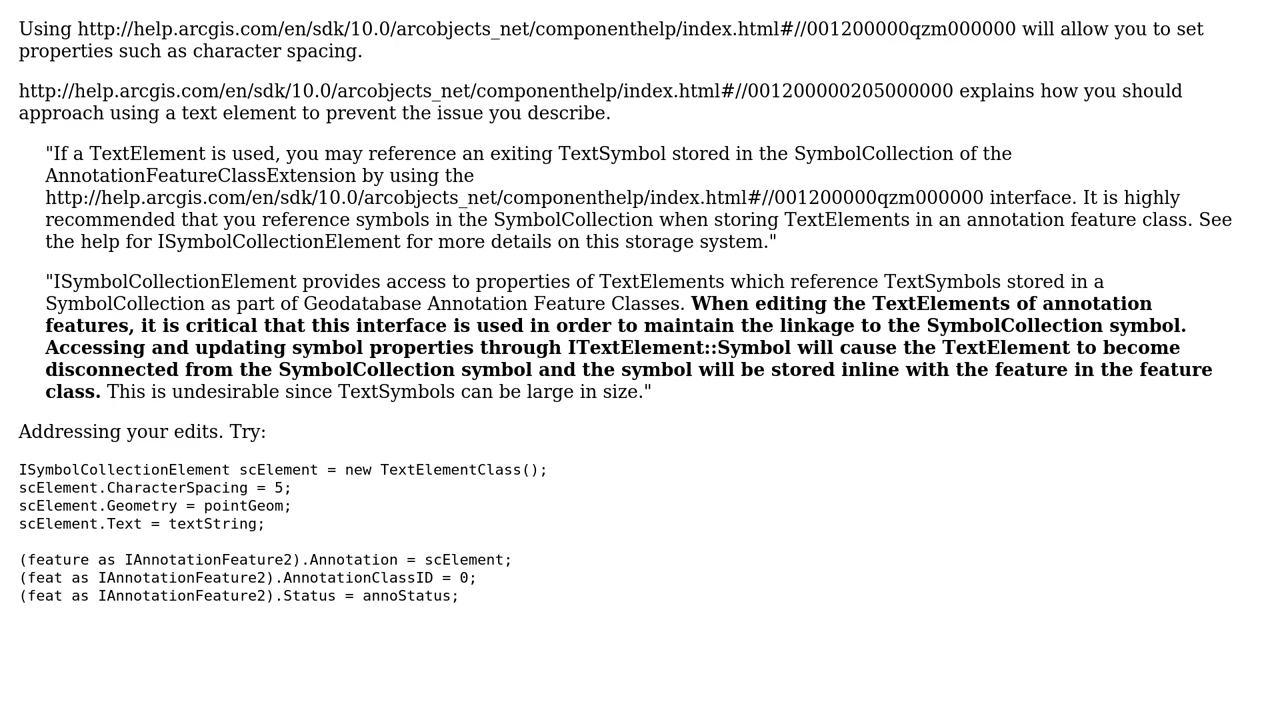 Using http://help.arcgis.com/en/sdk/10.0/arcobjects_net/componenthelp/index.html#//001200000qzm000000 will allow you to set
properties such as character spacing.
http://help.arcgis.com/en/sdk/10.0/arcobjects_net/componenthelp/index.html#//001200000205000000 explains how you should
approach using a text element to prevent the issue you describe.
"If a TextElement is used, you may reference an exiting TextSymbol stored in the SymbolCollection of the
AnnotationFeatureClassExtension by using the
http://help.arcgis.com/en/sdk/10.0/arcobjects_net/componenthelp/index.html#//001200000qzm000000 interface. It is highly
recommended that you reference symbols in the SymbolCollection when storing TextElements in an annotation feature class. See
the help for ISymbolCollectionElement for more details on this storage system."
"ISymbolCollectionElement provides access to properties of TextElements which reference TextSymbols stored in a
SymbolCollection as part of Geodatabase Annotation Feature Classes. When editing the TextElements of annotation
features, it is critical that this interface is used in order to maintain the linkage to the SymbolCollection symbol.
Accessing and updating symbol properties through ITextElement::Symbol will cause the TextElement to become
disconnected from the SymbolCollection symbol and the symbol will be stored inline with the feature in the feature
class. This is undesirable since TextSymbols can be large in size."
Addressing your edits. Try:
ISymbolCollectionElement scElement = new TextElementClass();
scElement.CharacterSpacing = 5;
scElement.Geometry = pointGeom;
scElement.Text = textString;
(feature as IAnnotationFeature2).Annotation = scElement;
(feat as IAnnotationFeature2).AnnotationClassID = 0;
(feat as IAnnotationFeature2).Status = annoStatus;